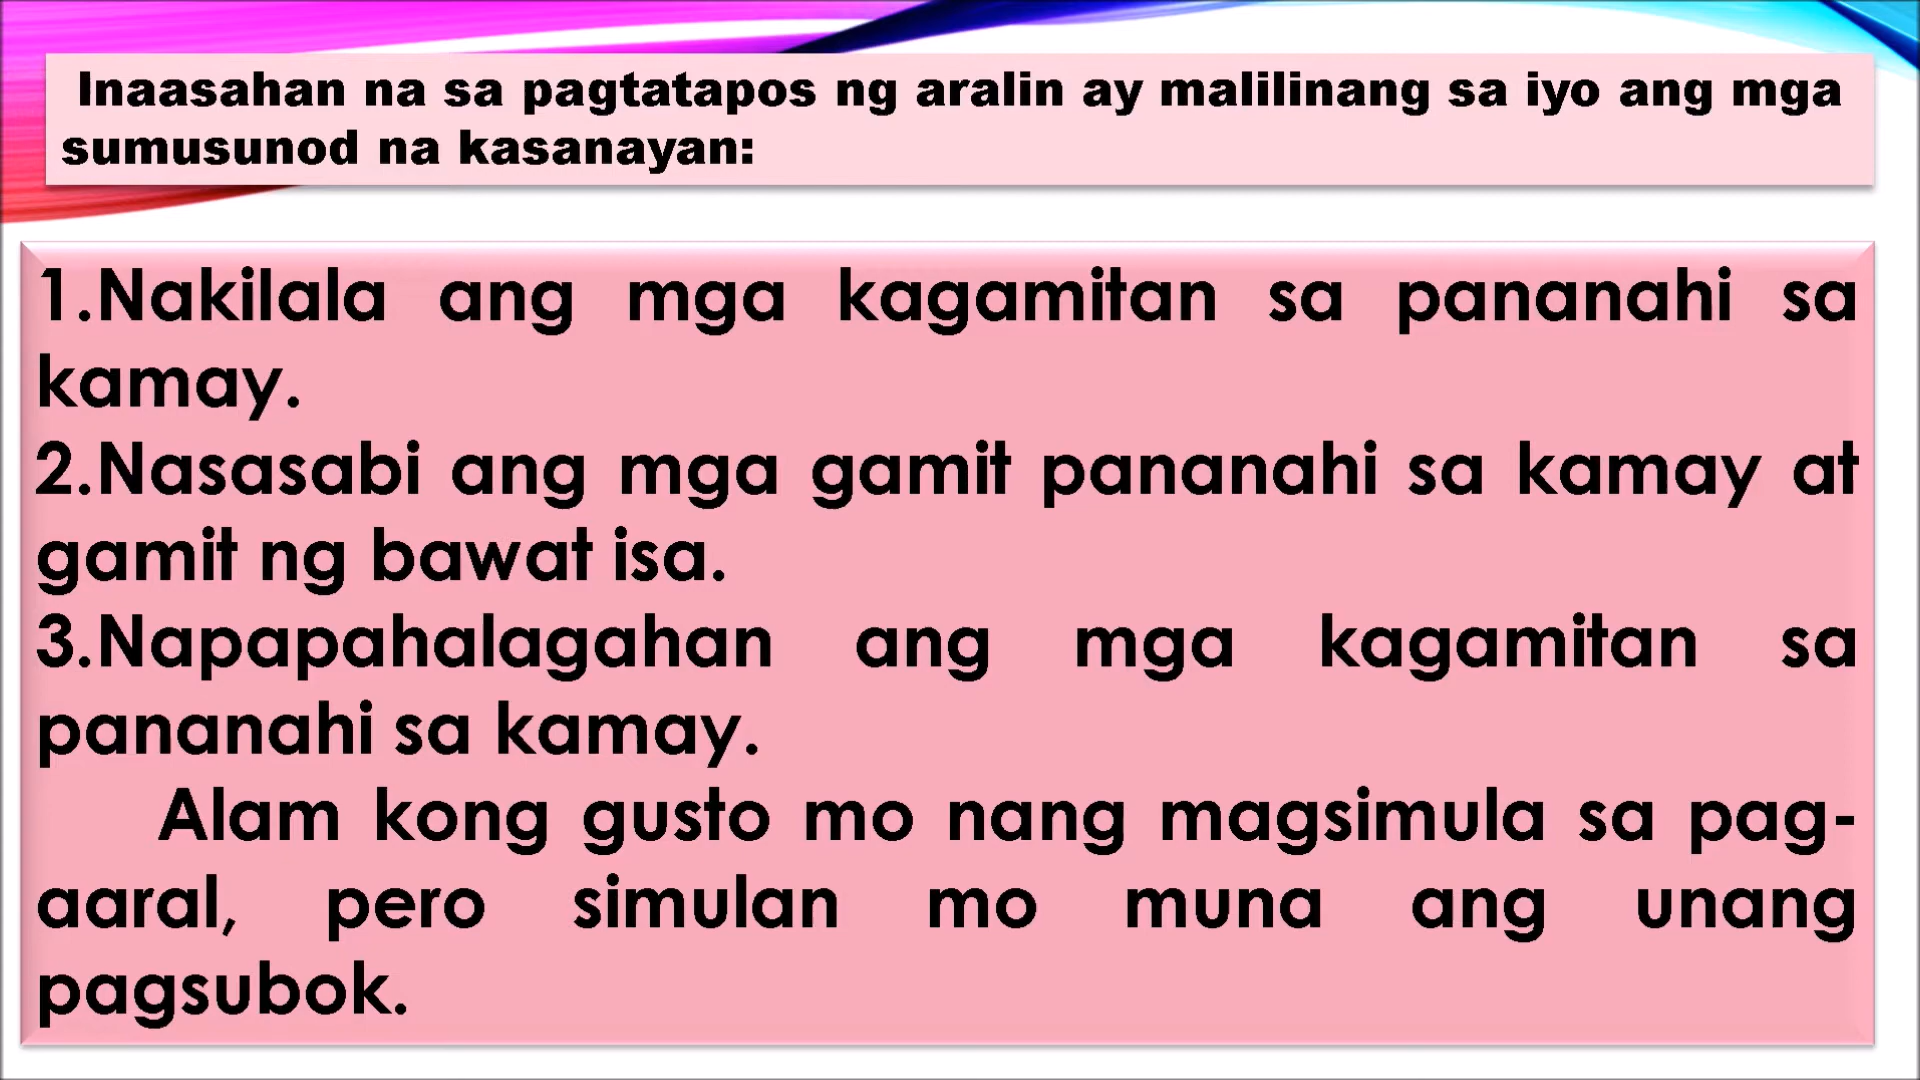 Inaasahan na sa pagtatapos ng aralin ay malilinang sa iyo ang mga
sumusunod na kasanayan:
1.Nakilala ang mga kagamitan sa pananahi sa
kamay.
2.Nasasabi ang mga gamit pananahi sa kamay at
gamit ng bawat isa.
3.Napapahalagahan ang mga kagamitan sa
pananahi sa kamay.
Alam kong gusto mo nang magsimula sa pag-
aaral, pero simulan mo muna ang unang
pagsubok.